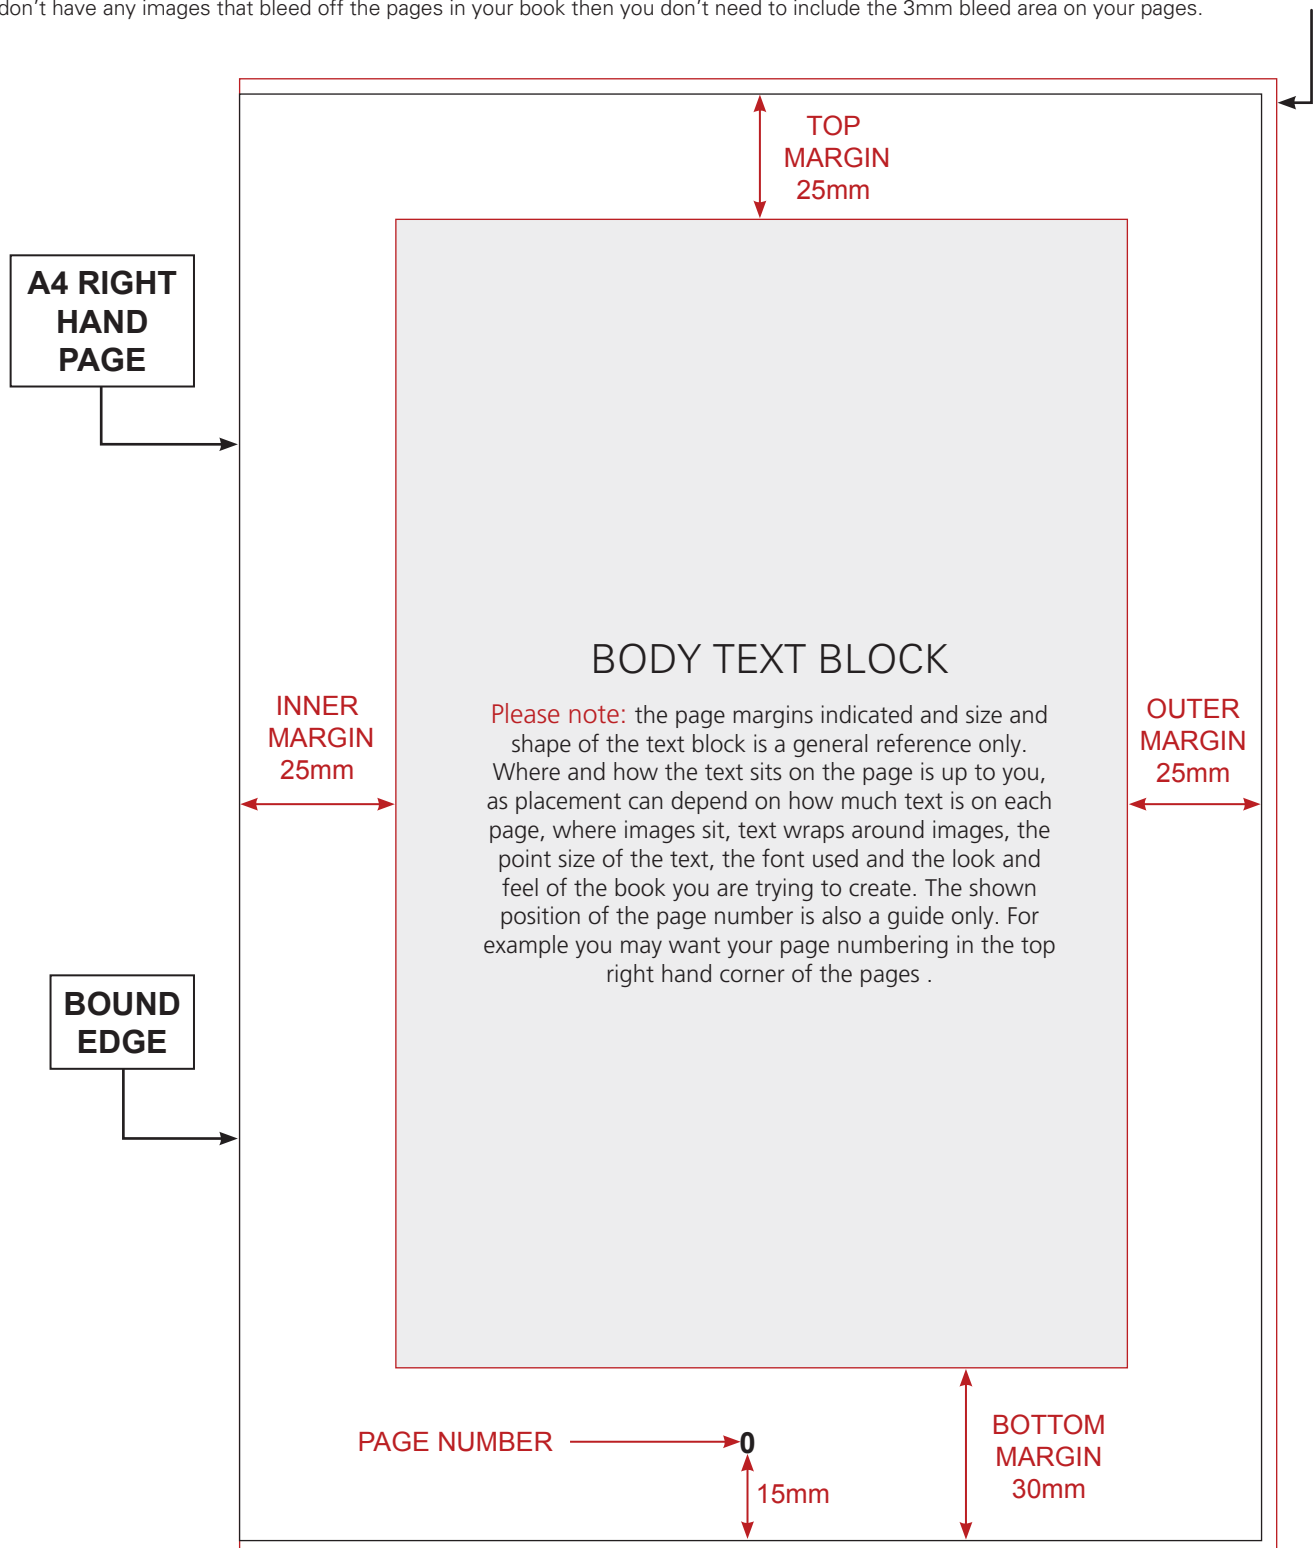 don't have any images that bleed off the pages in your book then you don't need to include the 3mm bleed area on your pages.
TOP
MARGIN
25mm
A4 RIGHT
HAND
PAGE
BODY TEXT BLOCK
Please note: the page margins indicated and size and
shape of the text block is a general reference only.
Where and how the text sits on the page is up to you,
as placement can depend on how much text is on each
page, where images sit, text wraps around images, the
point size of the text, the font used and the look and
feel of the book you are trying to create. The shown
position of the page number is also a guide only. For
example you may want your page numbering in the top
right hand corner of the pages .
INNER
MARGIN
25mm
OUTER
MARGIN
25mm
BOUND
EDGE
PAGE NUMBER
0
15mm
BOTTOM
MARGIN
30mm